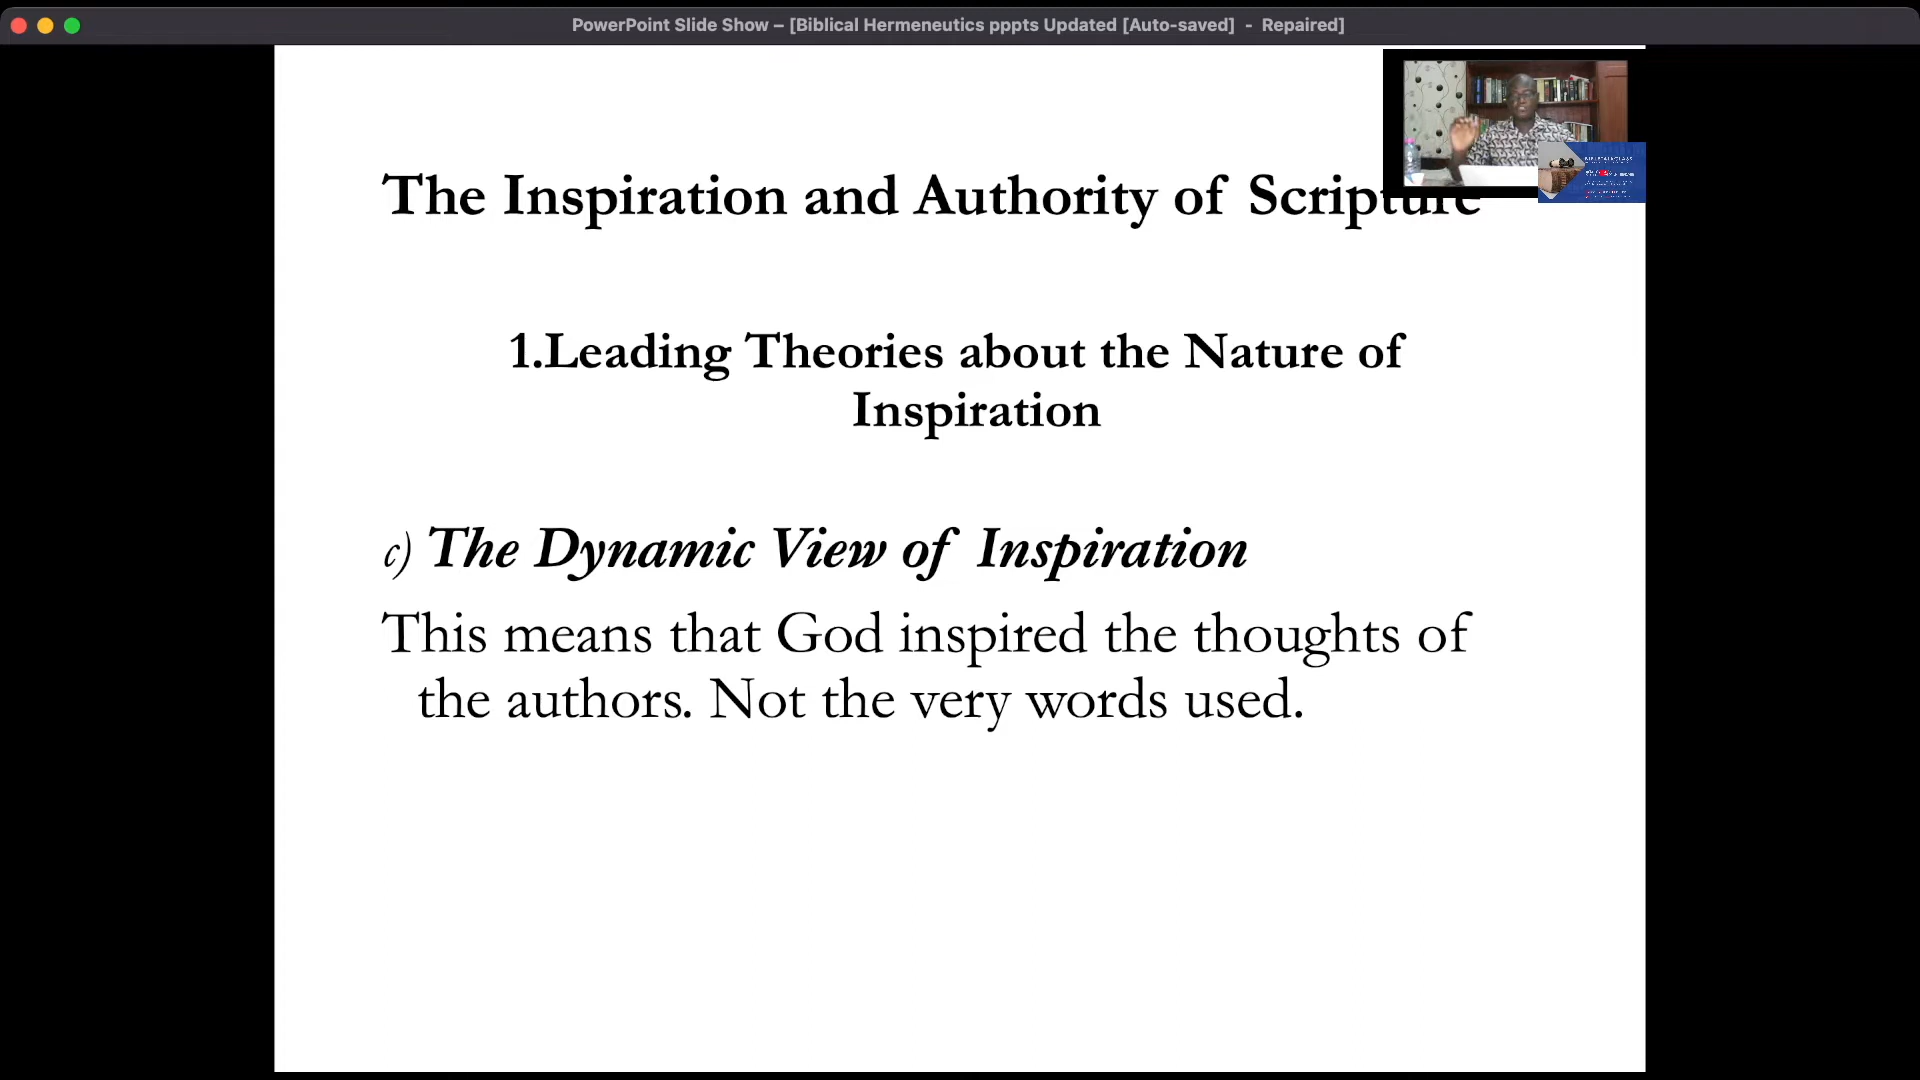 PowerPoint Slide Show – [Biblical Hermeneutics pppts Updated [Auto-saved]  -  Repaired]
The Inspiration and Authority of Scripture
1.Leading Theories about the Nature of
Inspiration
c) The Dynamic View of Inspiration
This means that God inspired the thoughts of
the authors. Not the very words used.